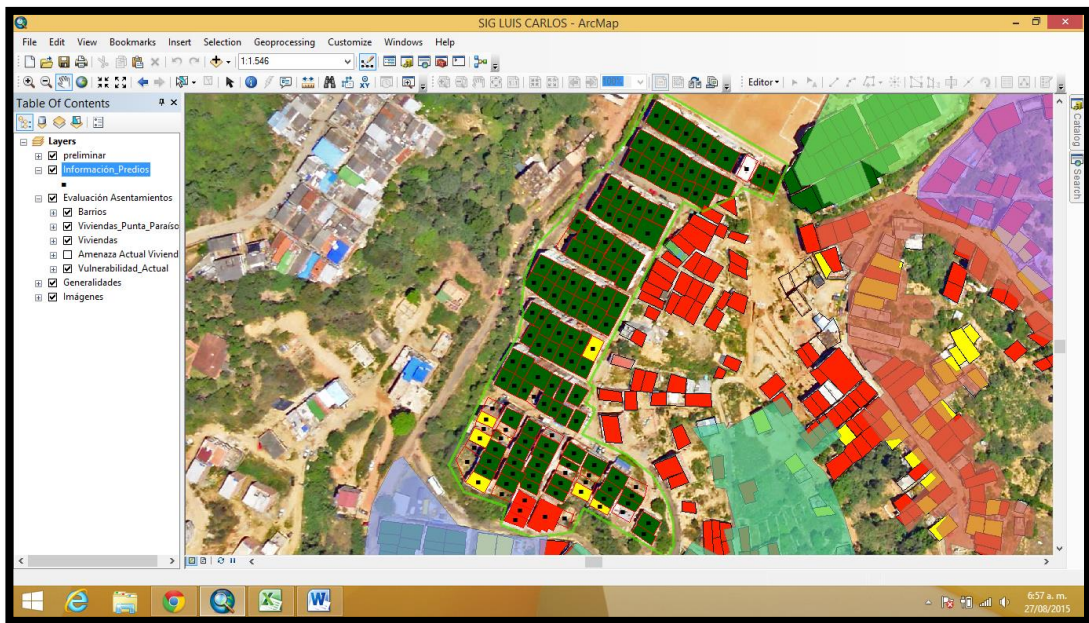 SIG LUIS CARLOS - ArcMap
File Edit View Bookmarks Insert Selection Geoprocessing Customize Windows Help
1:1.546
100%
Editor
Table Of Contents
Layers
preliminar
Información_Predios
Evaluación Asentamientos
Barrios
Viviendas_Punta_Paraíso
Viviendas
Amenaza Actual Viviend
Vulnerabilidad_Actual
Generalidades
Imágenes
Catalog
Search
6:57 a. m.
27/08/2015